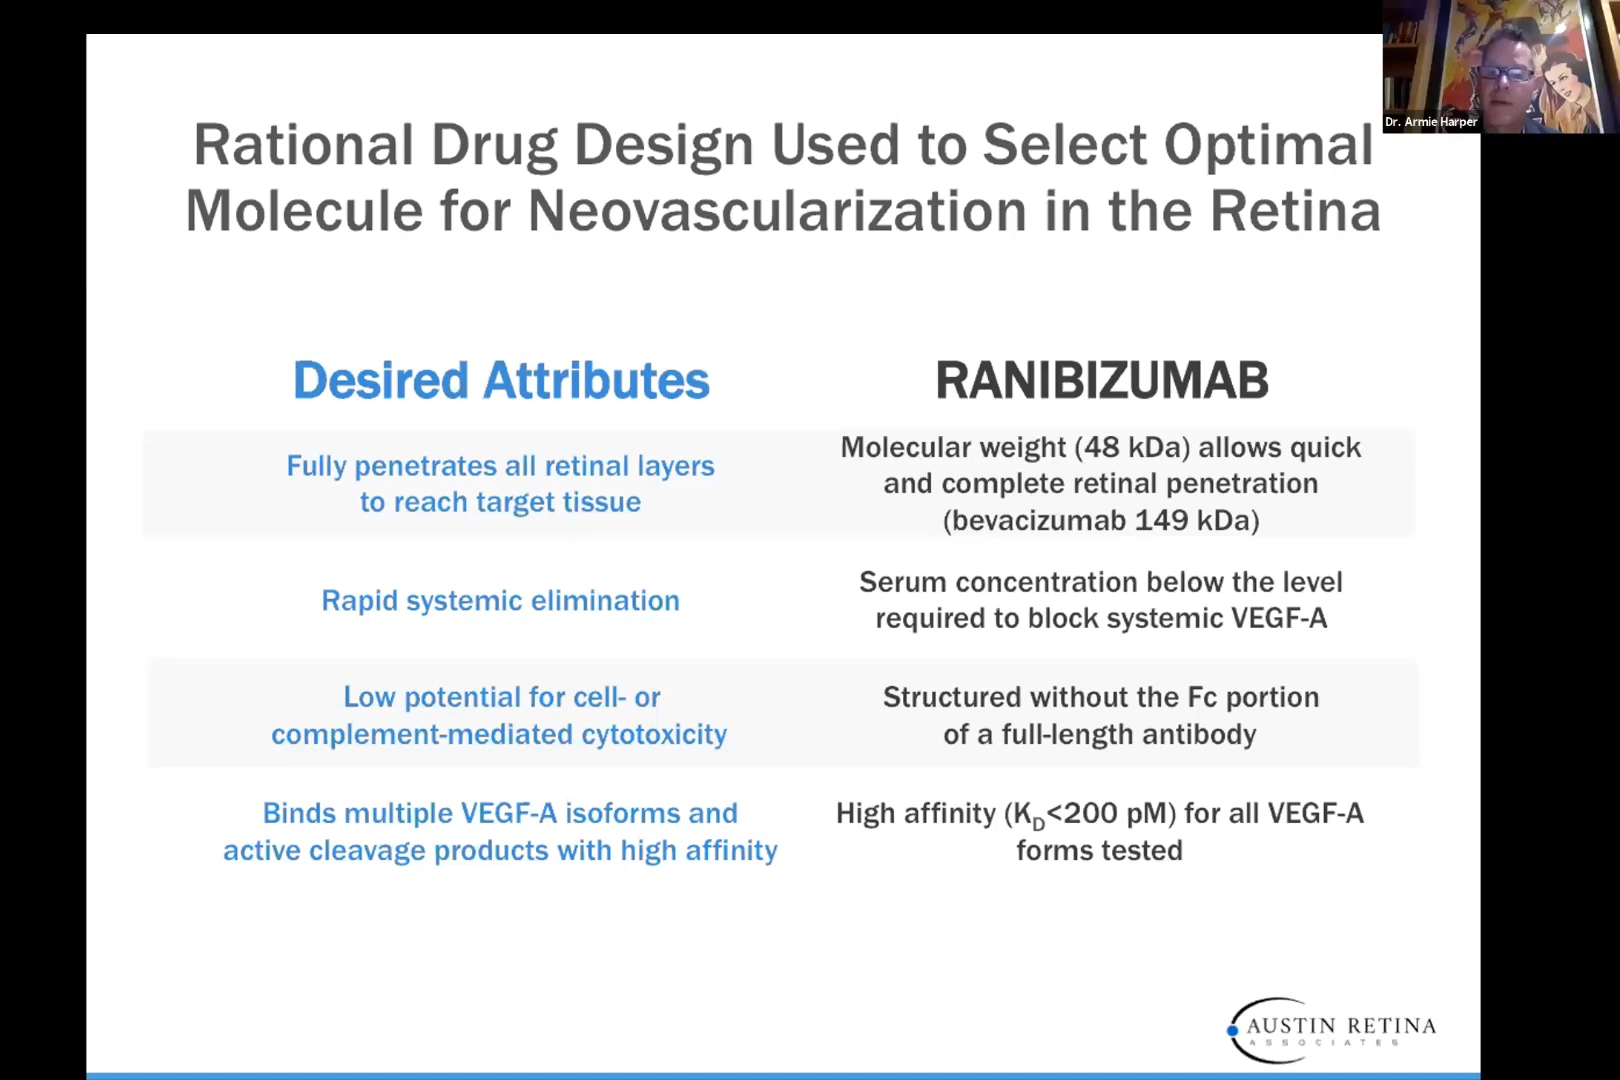 Dr. Armie Harper
Rational Drug Design Used to Select Optimal
Molecule for Neovascularization in the Retina
Desired Attributes
RANIBIZUMAB
Fully penetrates all retinal layers
to reach target tissue
Molecular weight (48 kDa) allows quick
and complete retinal penetration
(bevacizumab 149 kDa)
Rapid systemic elimination
Serum concentration below the level
required to block systemic VEGF-A
Low potential for cell- or
complement-mediated cytotoxicity
Structured without the Fc portion
of a full-length antibody
Binds multiple VEGF-A isoforms and
active cleavage products with high affinity
High affinity (KD<200 pM) for all VEGF-A
forms tested
AUSTIN RETINA
ASSOCIATES